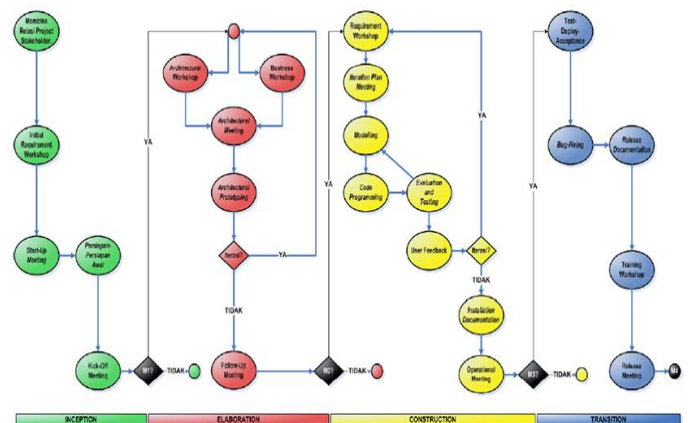 Membina
Relasi Project
Stakeholder.
Initial
Requirement
Workshop
Start-Up
Meeting
Persiapan-
Persiapan
Awal
Kick-Off
Meeting
M1?
TIDAK
YA
Architectural
Workshop
Business
Workshop
Architectural
Meeting
Architectural
Prototyping
Iterasi?
YA
TIDAK
Follow-Up
Meeting
M2?
TIDAK
YA
Requirement
Workshop
Iteration Plan
Meeting
Modelling
Code
Programming
Evaluation
and
Testing
User Feedback
Iterasi?
YA
TIDAK
Installation
Documentation
Operational
Meeting
M3?
TIDAK
YA
Test-
Deploy-
Acceptance
Bug-Fixing
Release
Documentation
Training
Workshop
Release
Meeting
M4
INCEPTION
ELABORATION
CONSTRUCTION
TRANSITION